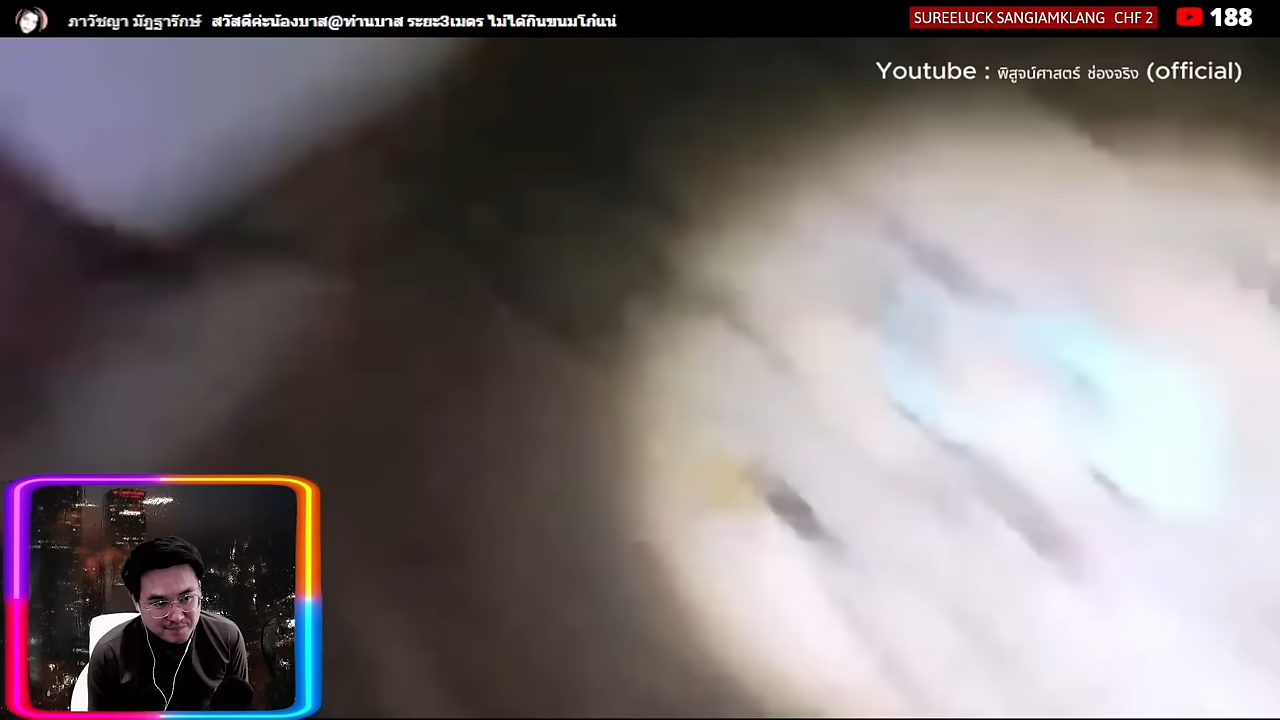 ภาวัชญา มัฎฐารักษ์ สวัสดีค่ะน้องบาส@ท่านบาส ระยะ3เมตร ไม่ได้กินขนมโก๋แน่
SUREELUCK SANGIAMKLANG CHF 2
188
Youtube : พิสูจน์ศาสตร์ ช่องจริง (official)